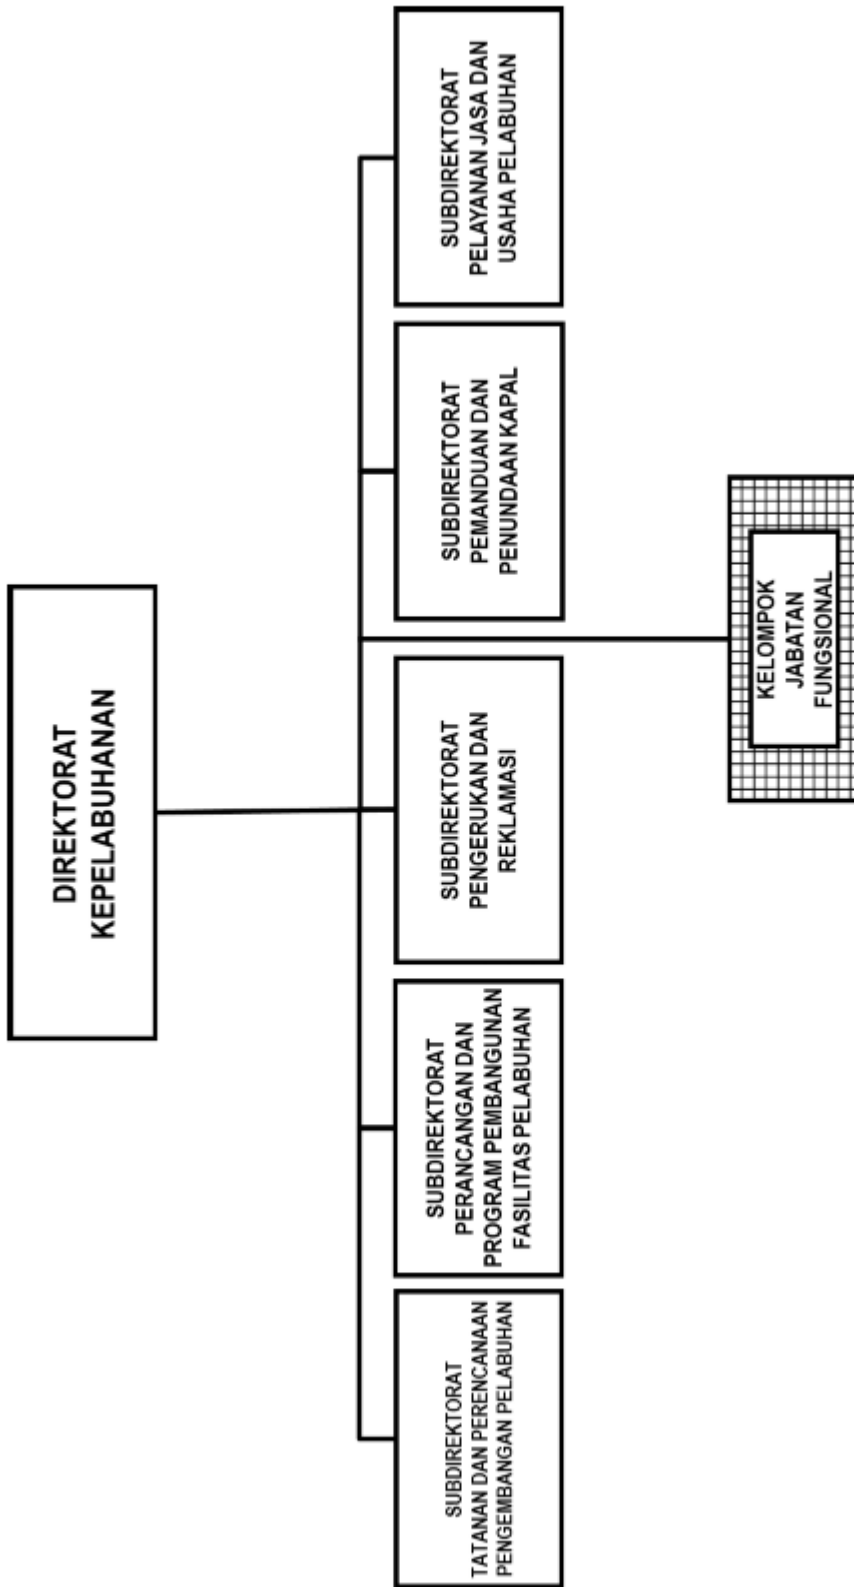 DIREKTORAT
KEPELABUHANAN
SUBDIREKTORAT
TATANAN DAN PERENCANAAN
PENGEMBANGAN PELABUHAN
SUBDIREKTORAT
PERANCANGAN DAN
PROGRAM PEMBANGUNAN
FASILITAS PELABUHAN
SUBDIREKTORAT
PENGERUKAN DAN
REKLAMASI
SUBDIREKTORAT
PEMANDUAN DAN
PENUNDAAN KAPAL
SUBDIREKTORAT
PELAYANAN JASA DAN
USAHA PELABUHAN
KELOMPOK
JABATAN
FUNGSIONAL